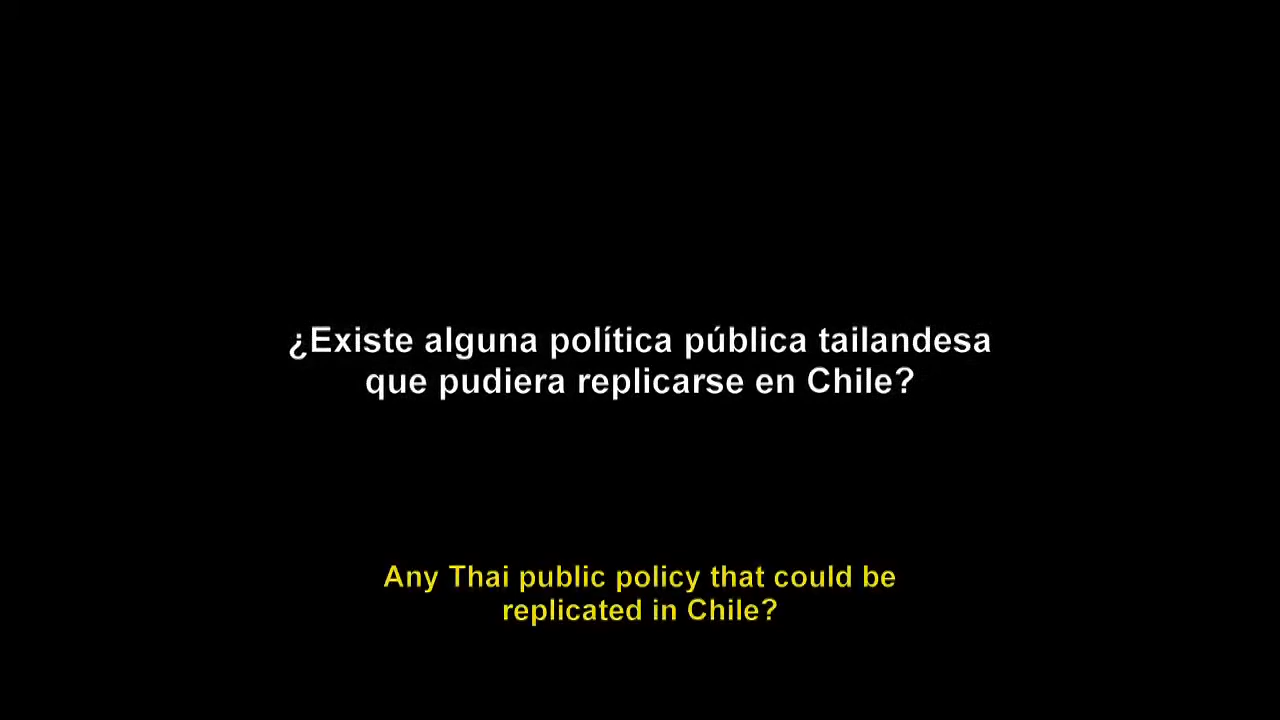 ¿Existe alguna política pública tailandesa
que pudiera replicarse en Chile?
Any Thai public policy that could be
replicated in Chile?